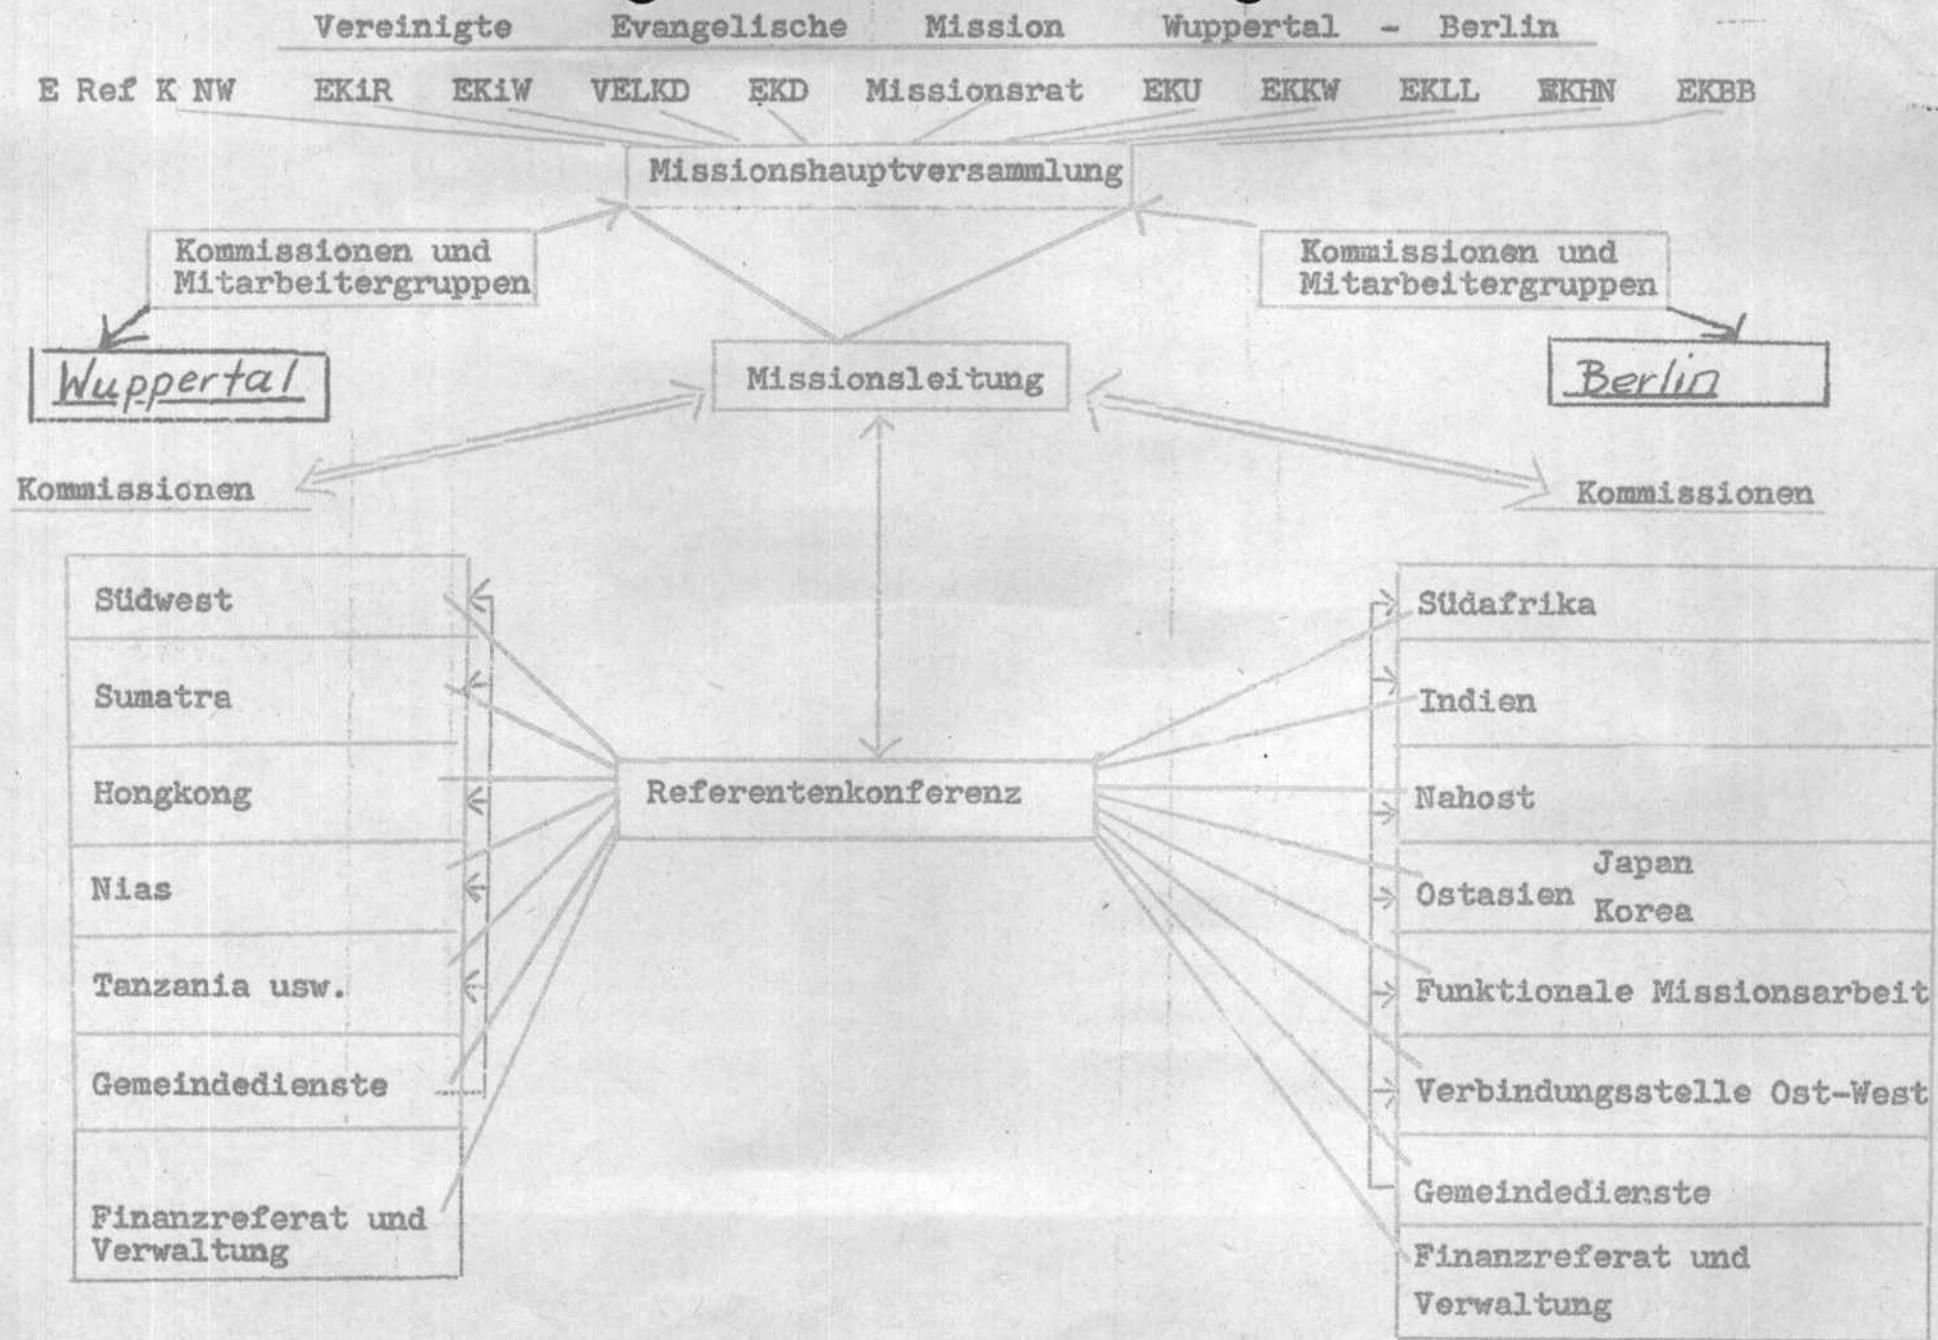 Vereinigte Evangelische Mission Wuppertal - Berlin
E Ref K NW EKiR EKiW VELKD EKD Missionsrat EKU EKKW EKLL EKHN EKBB
Missionshauptversammlung
Kommissionen und
Mitarbeitergruppen
Kommissionen und
Mitarbeitergruppen
Wuppertal
Missionsleitung
Berlin
Kommissionen
Kommissionen
Südwest
Sumatra
Hongkong
Nias
Tanzania usw.
Gemeindedienste
Finanzreferat und
Verwaltung
Referentenkonferenz
Südafrika
Indien
Nahost
Ostasien Japan
Korea
Funktionale Missionsarbeit
Verbindungsstelle Ost-West
Gemeindedienste
Finanzreferat und
Verwaltung